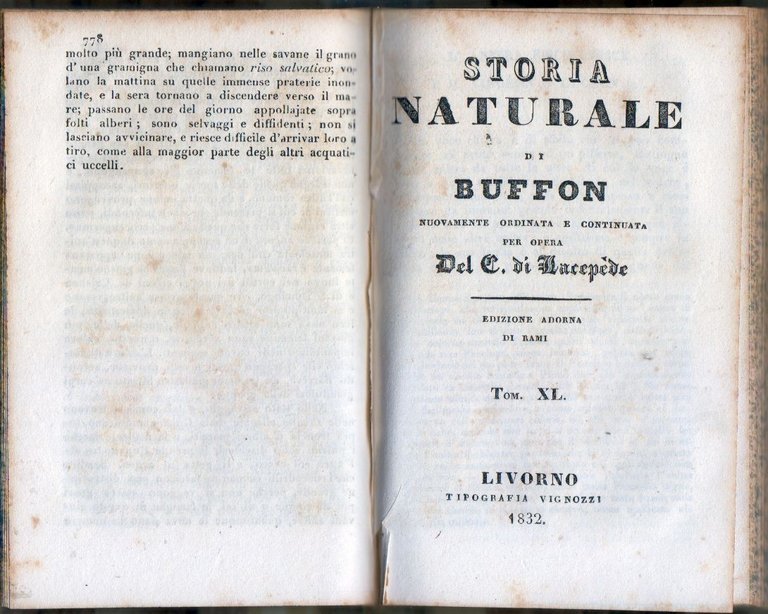 778
molto più grande; mangiano nelle savane il grano
d'una gramigna che chiamano riso salvatico; vo-
lano la mattina su quelle immense praterie inon-
date, e la sera tornano a discendere verso il ma-
re; passano le ore del giorno appollajate sopra
folti alberi; sono selvaggi e diffidenti; non si
lasciano avvicinare, e riesce difficile d'arrivar loro a
tiro, come alla maggior parte degli altri acquati-
ci uccelli.
STORIA
NATURALE
DI
BUFFON
NUOVAMENTE ORDINATA E CONTINUATA
PER OPERA
Del C. di Lacepède
EDIZIONE ADORNA
DI RAMI
Tom. XL.
LIVORNO
TIPOGRAFIA VIGNOZZI
1832.